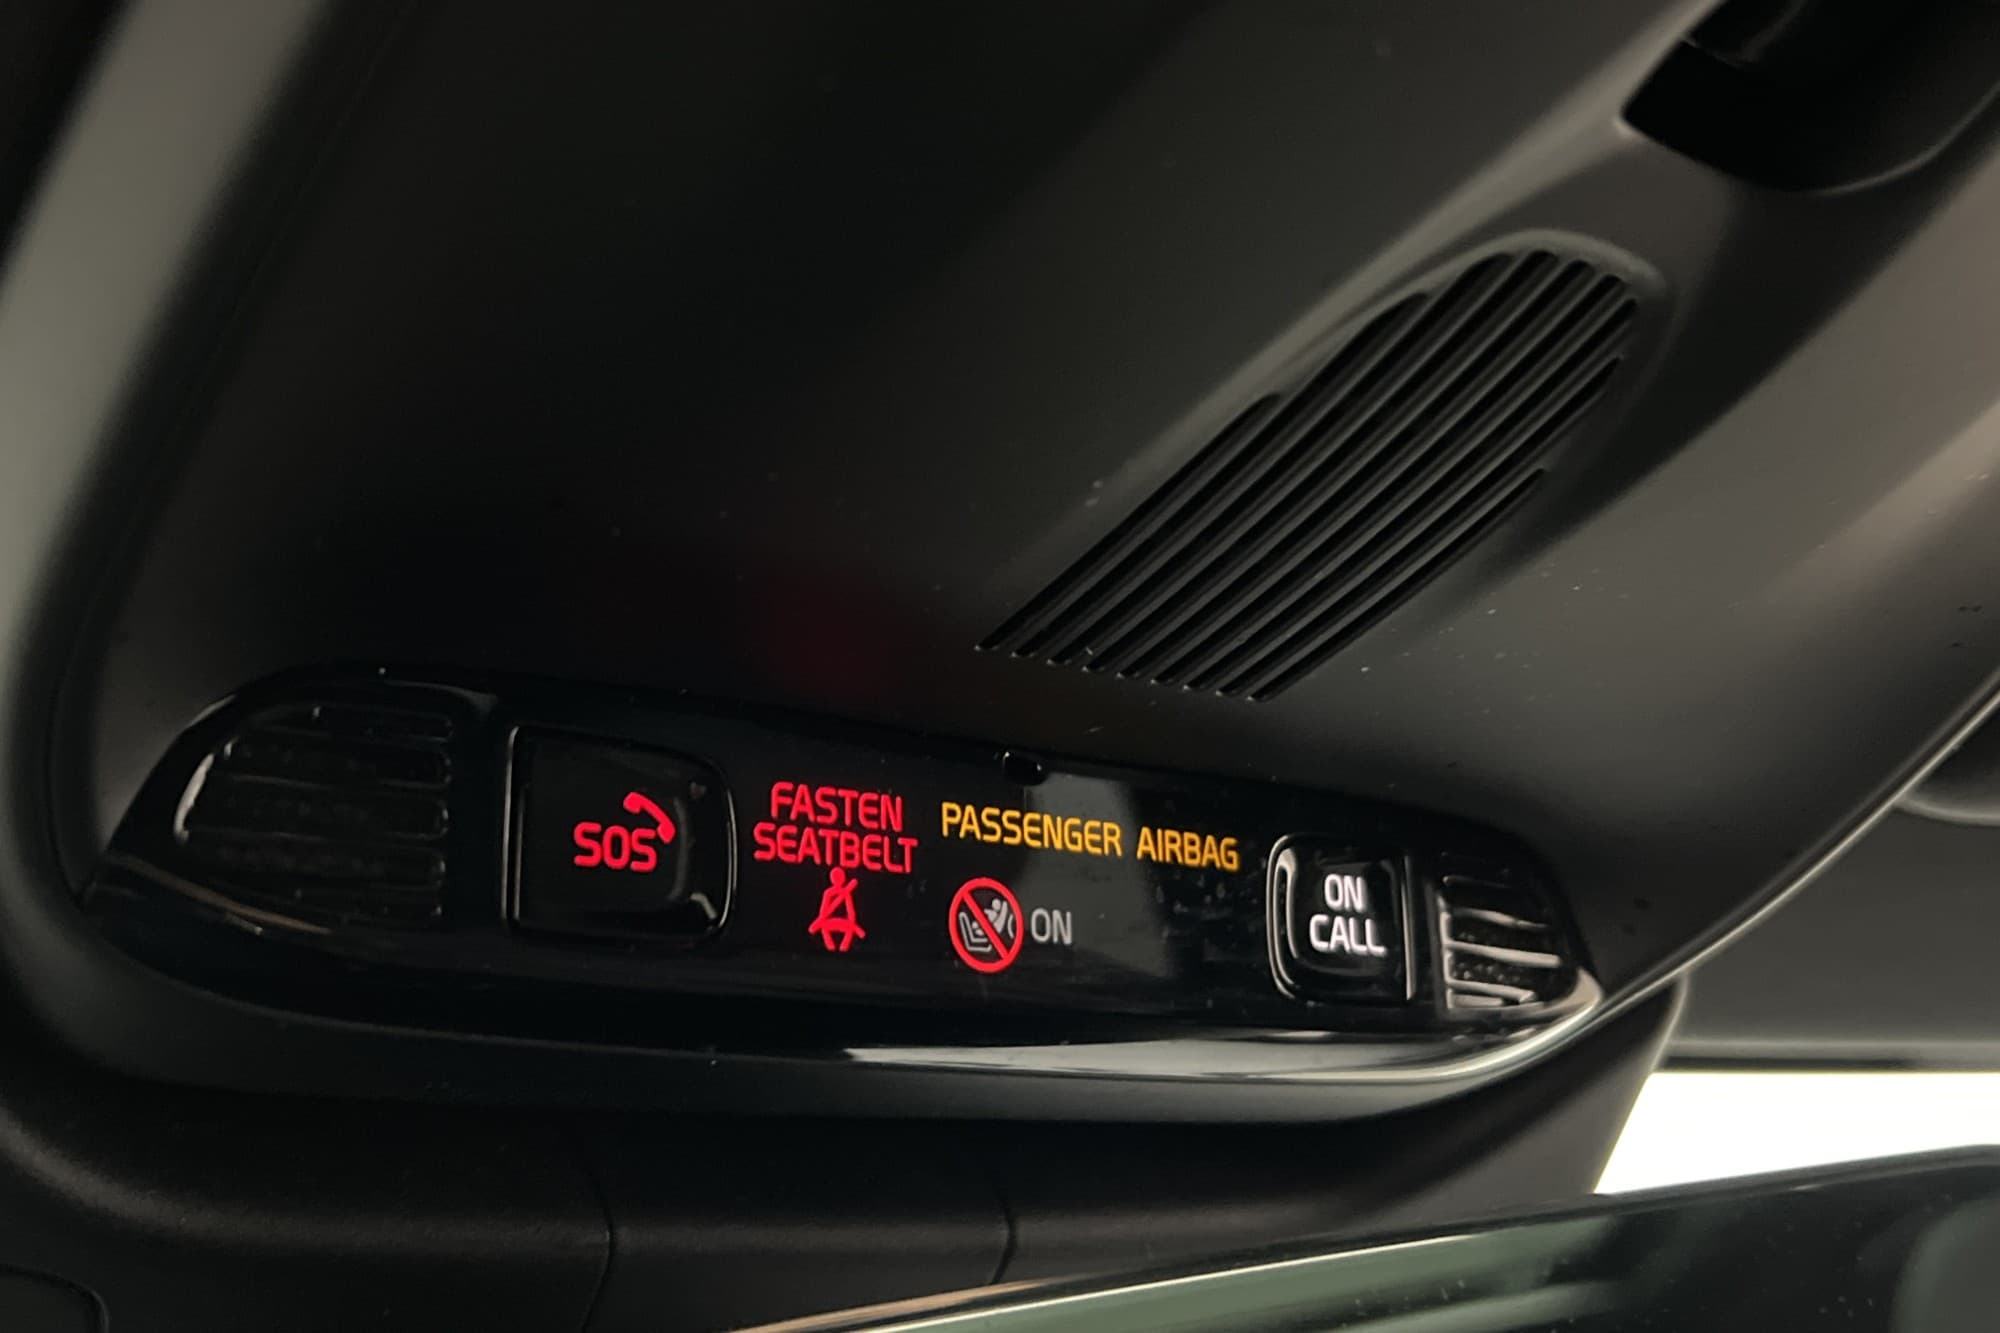 SOS
FASTEN
SEATBELT
PASSENGER AIRBAG
ON
ON
CALL